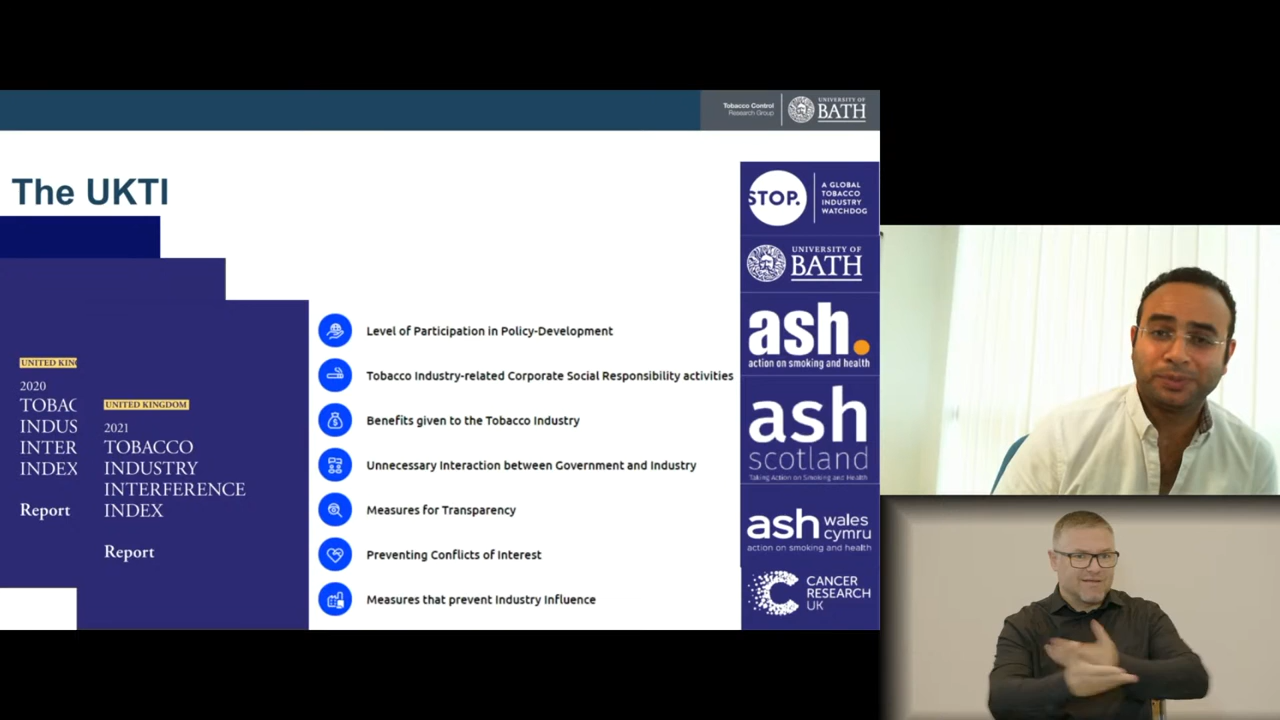 Tobacco Control
Research Group
UNIVERSITY OF
BATH
The UKTI
UNITED KIN
2020
TOBAC
INDUS
INTER
INDEX
Report
UNITED KINGDOM
2021
TOBACCO
INDUSTRY
INTERFERENCE
INDEX
Report
Level of Participation in Policy-Development
Tobacco Industry-related Corporate Social Responsibility activities
Benefits given to the Tobacco Industry
Unnecessary Interaction between Government and Industry
Measures for Transparency
Preventing Conflicts of Interest
Measures that prevent Industry Influence
STOP.
A GLOBAL
TOBACCO
INDUSTRY
WATCHDOG
UNIVERSITY OF
BATH
ash.
action on smoking and health
ash
scotland
Taking Action on Smoking and Health
ash wales
cymru
action on smoking and health
CANCER
RESEARCH
UK